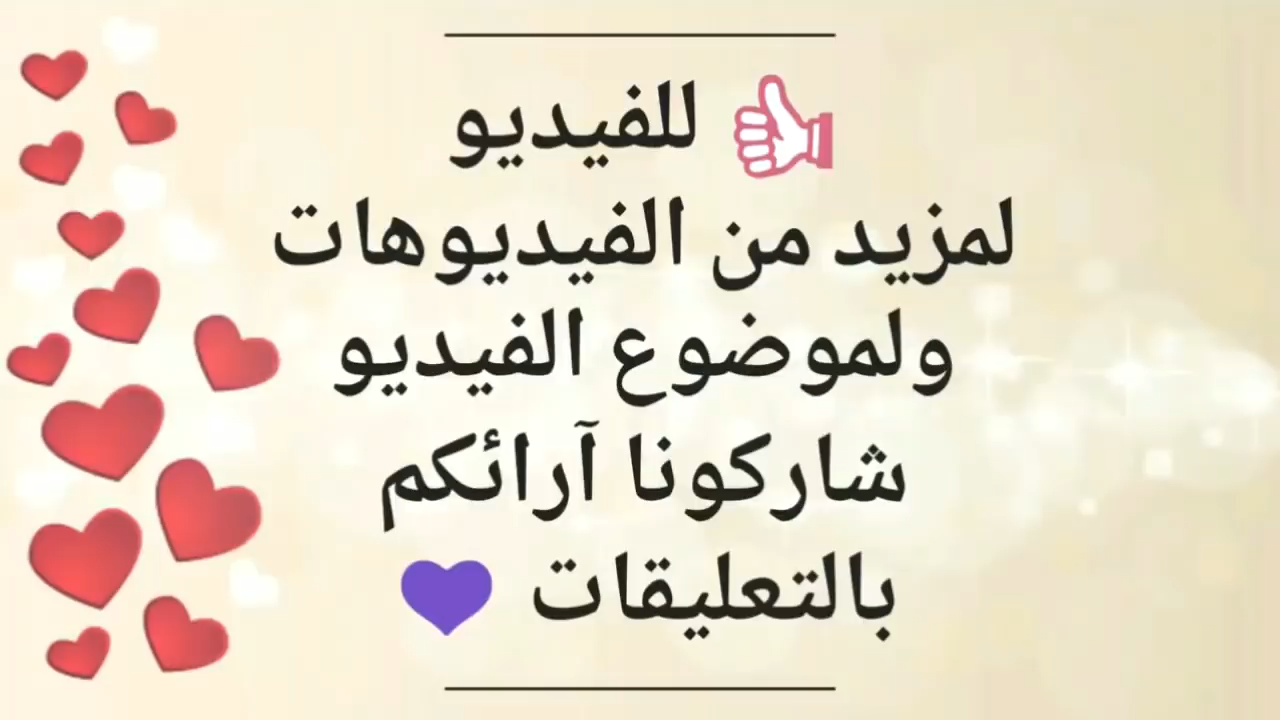 👍 للفيديو
لمزيد من الفيديوهات
ولموضوع الفيديو
شاركونا آرائكم
بالتعليقات 💜